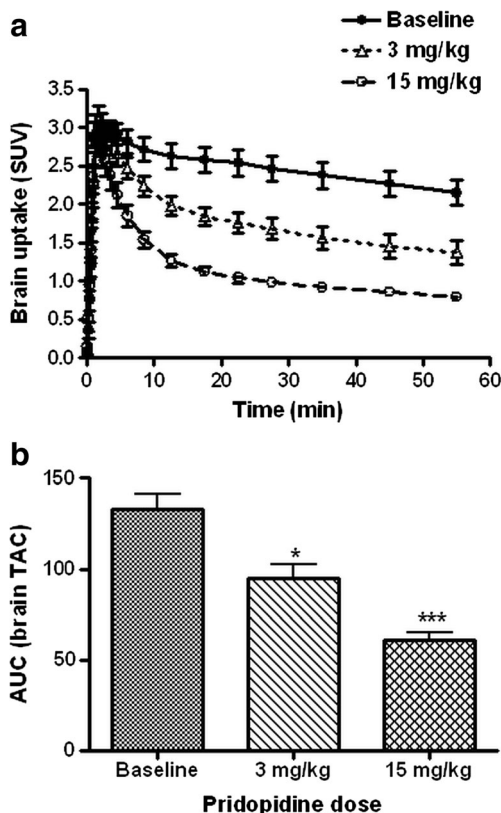 a
Baseline
3 mg/kg
15 mg/kg
Brain uptake (SUV)
3.5
3.0
2.5
2.0
1.5
1.0
0.5
0.0
0 10 20 30 40 50 60
Time (min)
b
AUC (brain TAC)
150
100
50
0
*
***
Baseline 3 mg/kg 15 mg/kg
Pridopidine dose